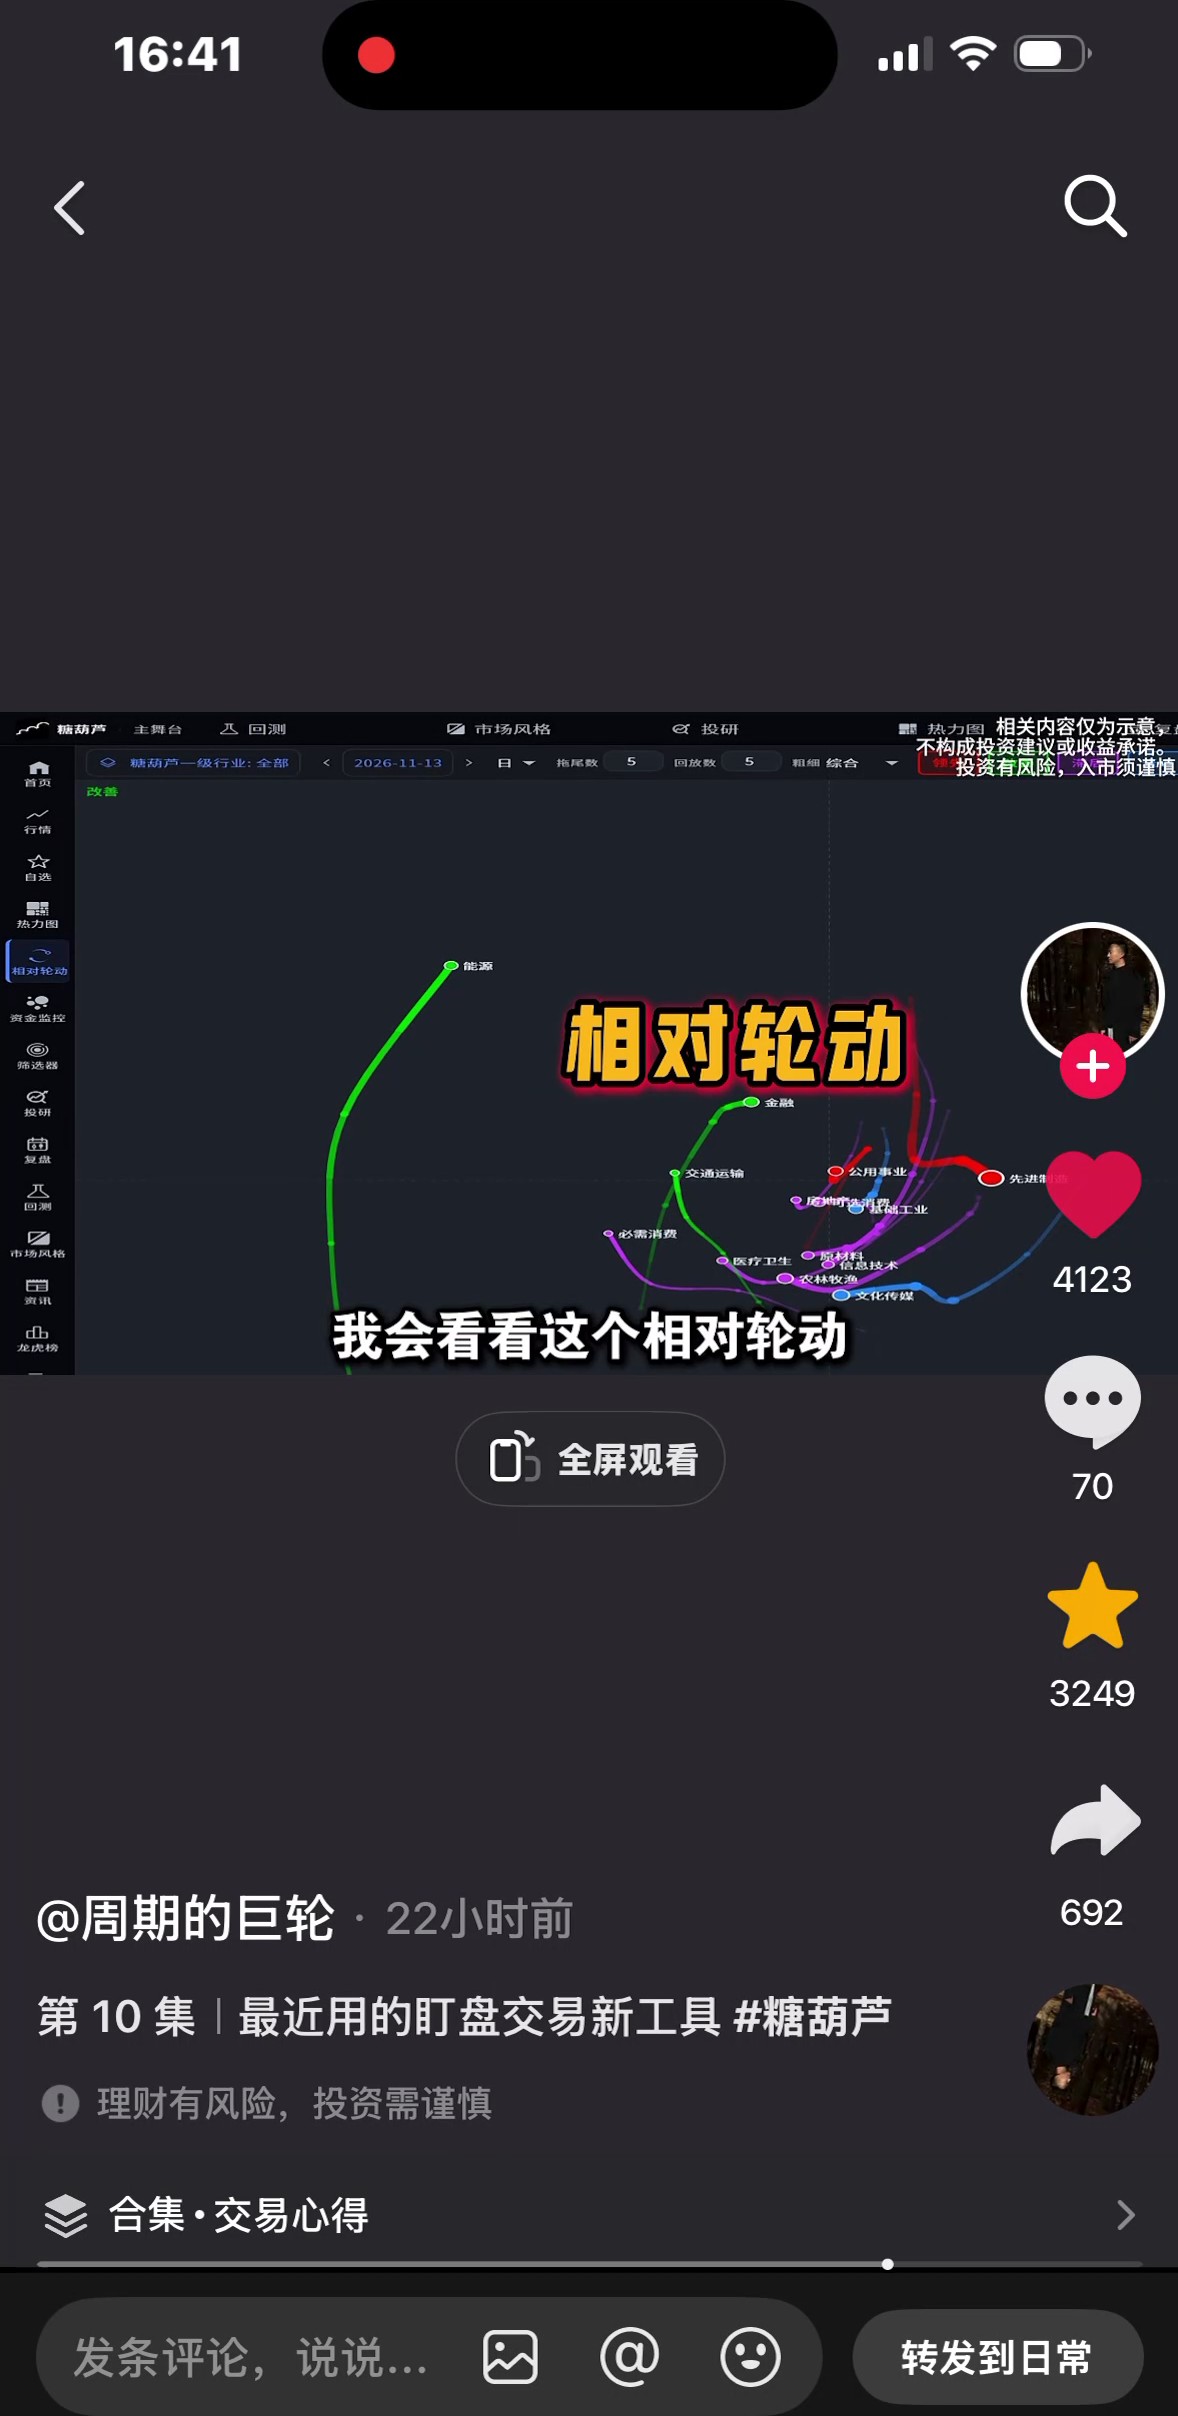 16:41
糖葫芦
主舞台
回测
市场风格
投研
热力图
相关内容仅为示意，
不构成投资建议或收益承诺。
投资有风险，入市须谨慎
糖葫芦一级行业: 全部
2026-11-13
日
拖尾数
5
回放数
5
粗细
综合
改善
首页
行情
自选
热力图
相对轮动
资金监控
筛选器
投研
复盘
回测
市场风格
资讯
龙虎榜
能源
相对轮动
金融
交通运输
公用事业
先进制造
基础工业
必需消费
医疗卫生
原材料
信息技术
农林牧渔
文化传媒
我会看看这个相对轮动
全屏观看
4123
70
3249
692
@周期的巨轮 · 22小时前
第 10 集 | 最近用的盯盘交易新工具 #糖葫芦
理财有风险，投资需谨慎
合集·交易心得
发条评论，说说...
转发到日常